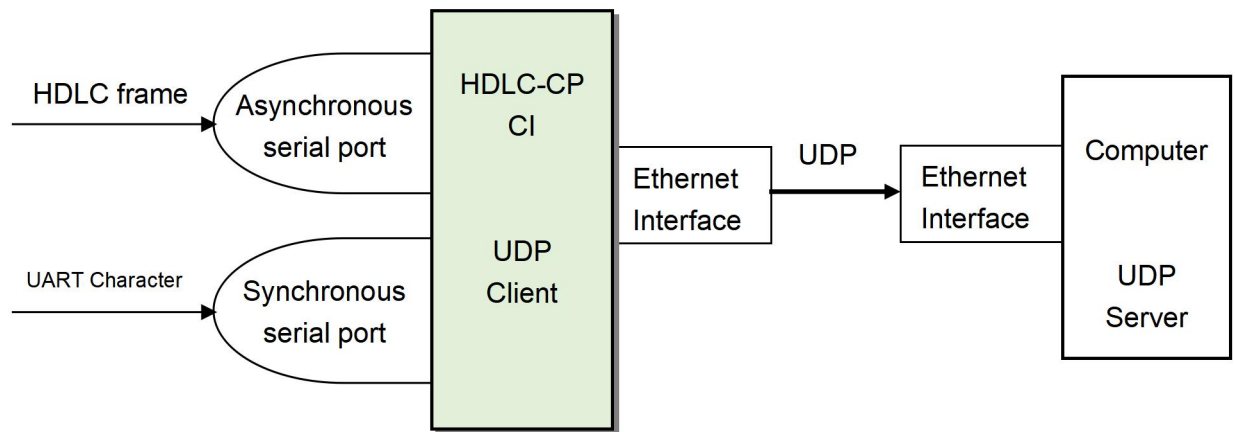 HDLC frame
Asynchronous
serial port
UART Character
Synchronous
serial port
HDLC-CP
CI
UDP
Client
Ethernet
Interface
UDP
Ethernet
Interface
Computer
UDP
Server